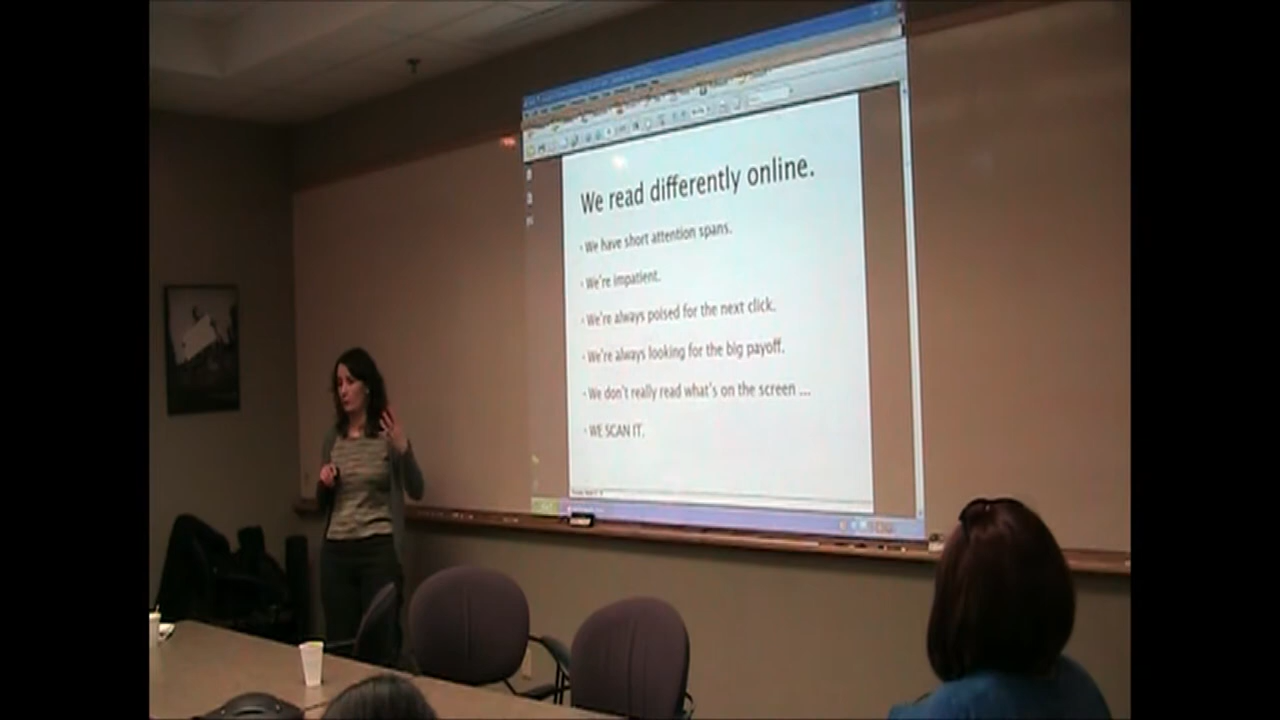 We read differently online.
· We have short attention spans.
· We're impatient.
· We're always poised for the next click.
· We're always looking for the big payoff.
· We don't really read what's on the screen ...
· WE SCAN IT.